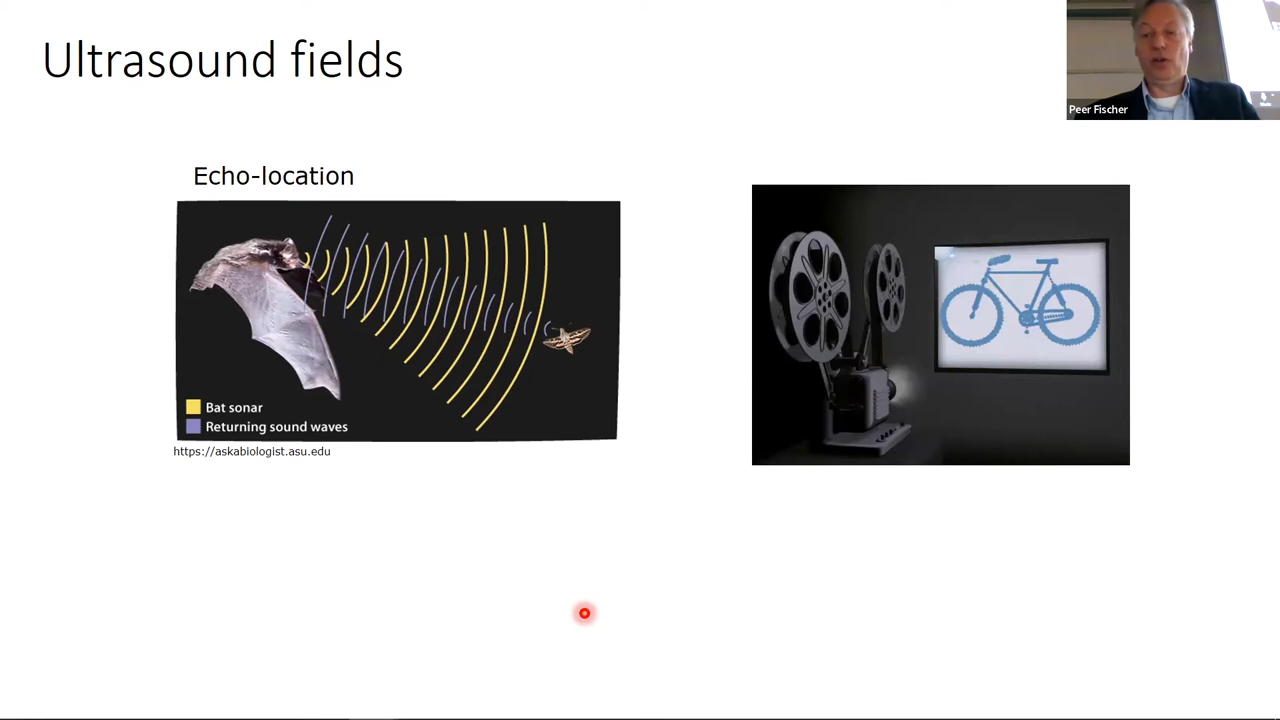 Ultrasound fields
Peer Fischer
Echo-location
Bat sonar
Returning sound waves
https://askabiologist.asu.edu